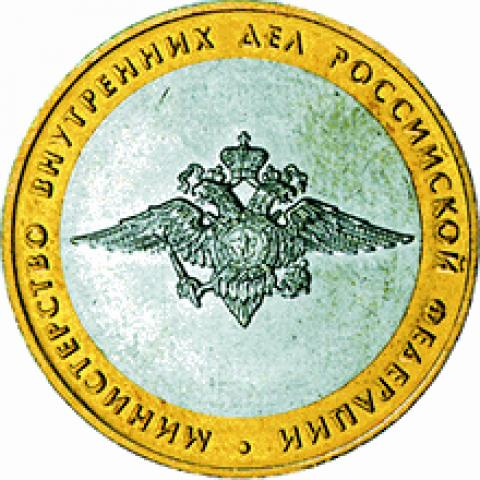 МИНИСТЕРСТВО ВНУТРЕННИХ ДЕЛ РОССИЙСКОЙ ФЕДЕРАЦИИ •